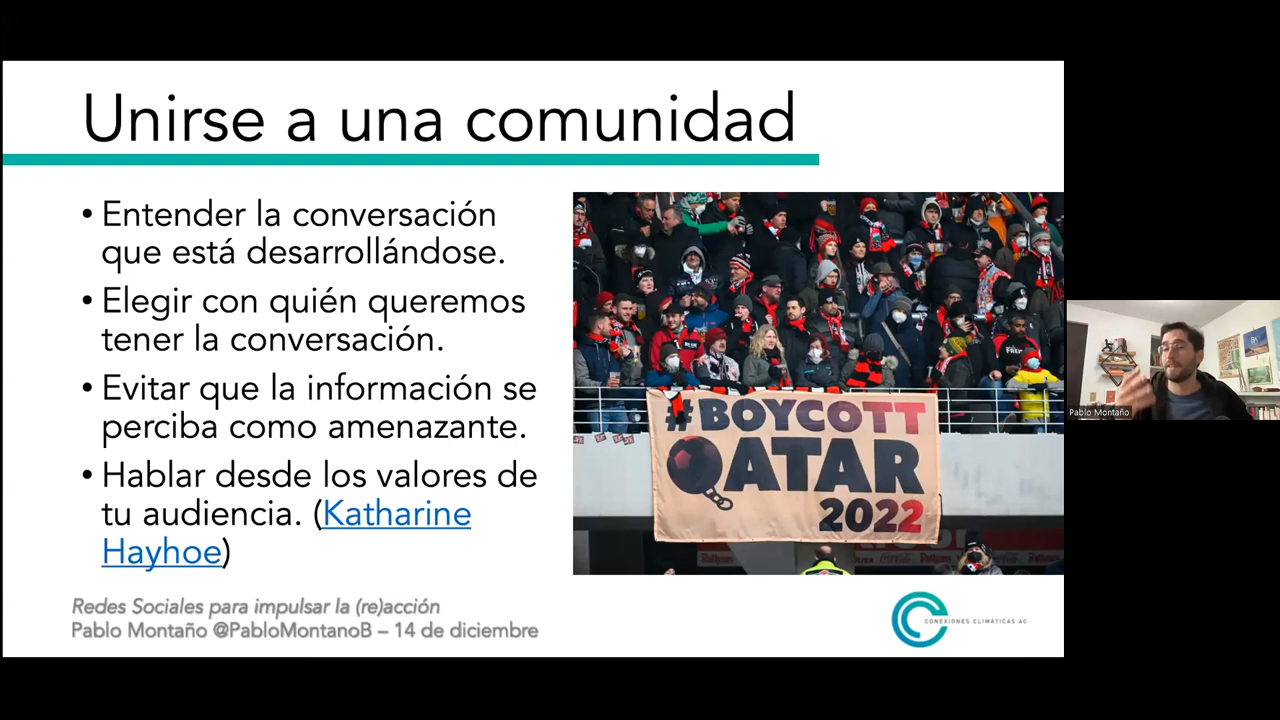 Unirse a una comunidad
• Entender la conversación
que está desarrollándose.
• Elegir con quién queremos
tener la conversación.
• Evitar que la información se
perciba como amenazante.
• Hablar desde los valores de
tu audiencia. (Katharine
Hayhoe)
#BOYCOTT
QATAR
2022
Redes Sociales para impulsar la (re)acción
Pablo Montaño @PabloMontanoB – 14 de diciembre
CONEXIONES CLIMÁTICAS AC
Pablo Montaño